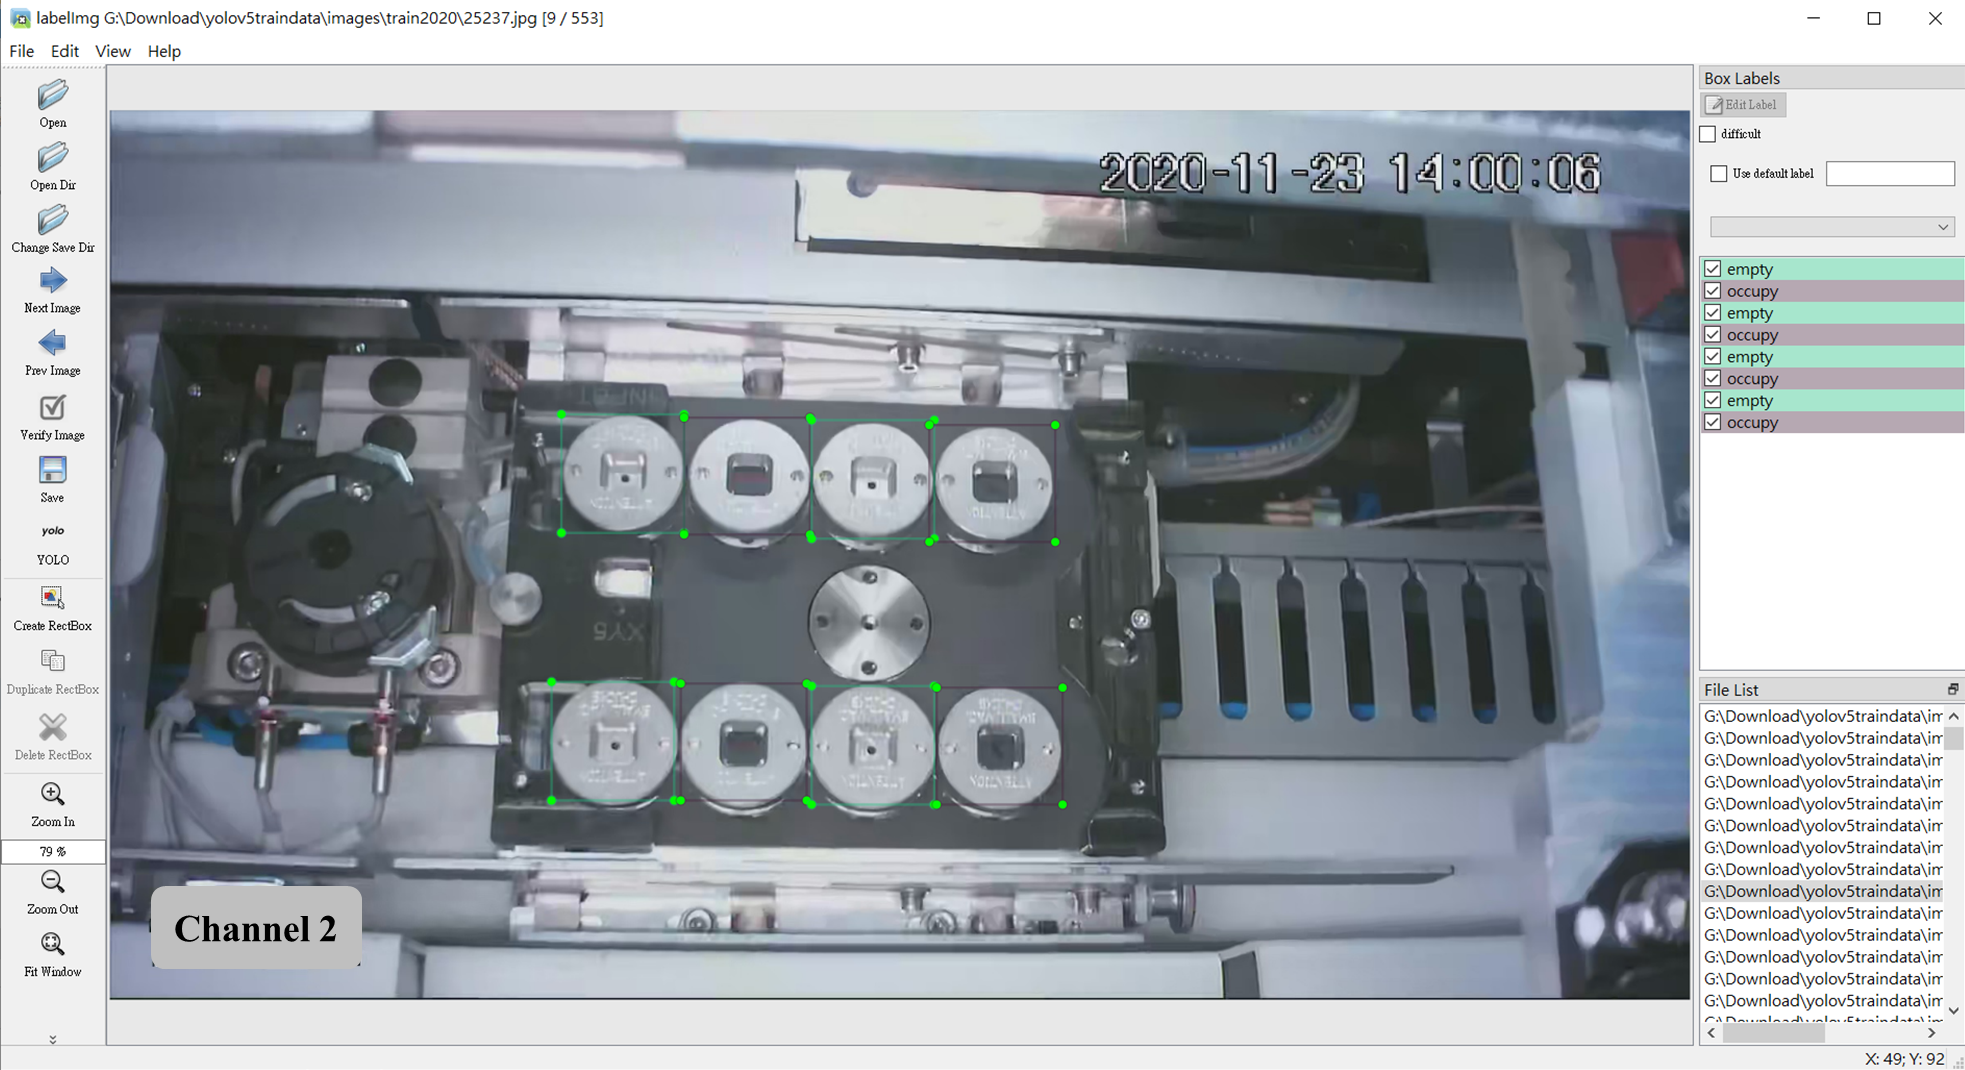 labelImg G:\Download\yolov5traindata\images\train2020\25237.jpg [9 / 553]
File Edit View Help
Open
Open Dir
Change Save Dir
Next Image
Prev Image
Verify Image
Save
yolo
YOLO
Create RectBox
Duplicate RectBox
Delete RectBox
Zoom In
79 %
Zoom Out
Fit Window
2020-11-23 14:00:06
XY5
Channel 2
Box Labels
Edit Label
difficult
Use default label
empty
occupy
empty
occupy
empty
occupy
empty
occupy
File List
G:\Download\yolov5traindata\im
G:\Download\yolov5traindata\im
G:\Download\yolov5traindata\im
G:\Download\yolov5traindata\im
G:\Download\yolov5traindata\im
G:\Download\yolov5traindata\im
G:\Download\yolov5traindata\im
G:\Download\yolov5traindata\im
G:\Download\yolov5traindata\im
G:\Download\yolov5traindata\im
G:\Download\yolov5traindata\im
G:\Download\yolov5traindata\im
G:\Download\yolov5traindata\im
G:\Download\yolov5traindata\im
X: 49; Y: 92